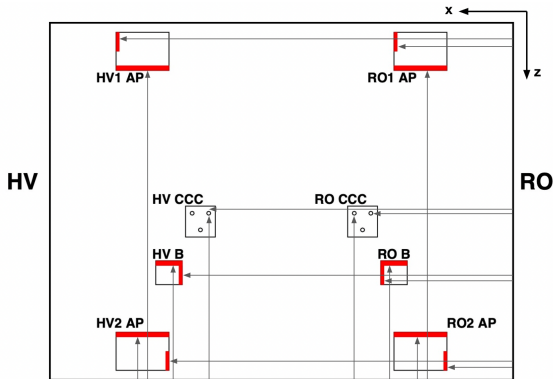 x
z
HV1 AP
RO1 AP
HV
RO
HV CCC
RO CCC
HV B
RO B
HV2 AP
RO2 AP